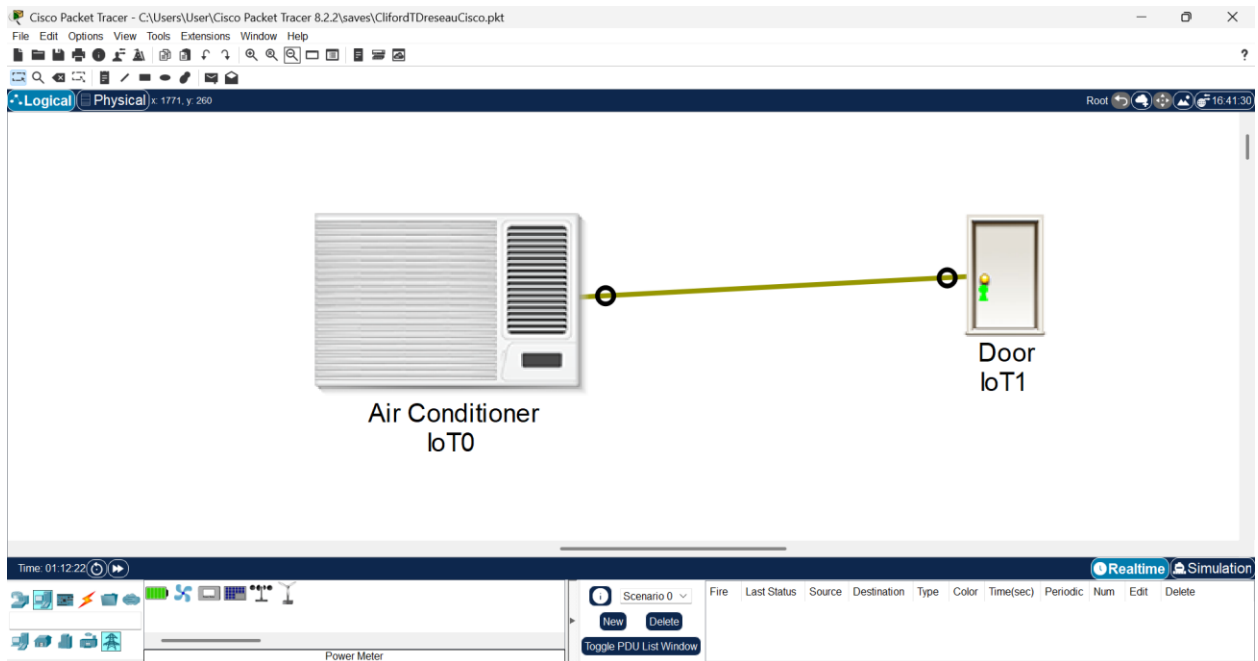 Cisco Packet Tracer - C:\Users\User\Cisco Packet Tracer 8.2.2\saves\ClifordTDreseauCisco.pkt
File Edit Options View Tools Extensions Window Help
?
Logical Physical x: 1771, y: 260 Root 16:41:30
Air Conditioner
IoT0
Door
IoT1
Time: 01:12:22 Realtime Simulation
Scenario 0 Fire Last Status Source Destination Type Color Time(sec) Periodic Num Edit Delete
New Delete
Toggle PDU List Window
Power Meter